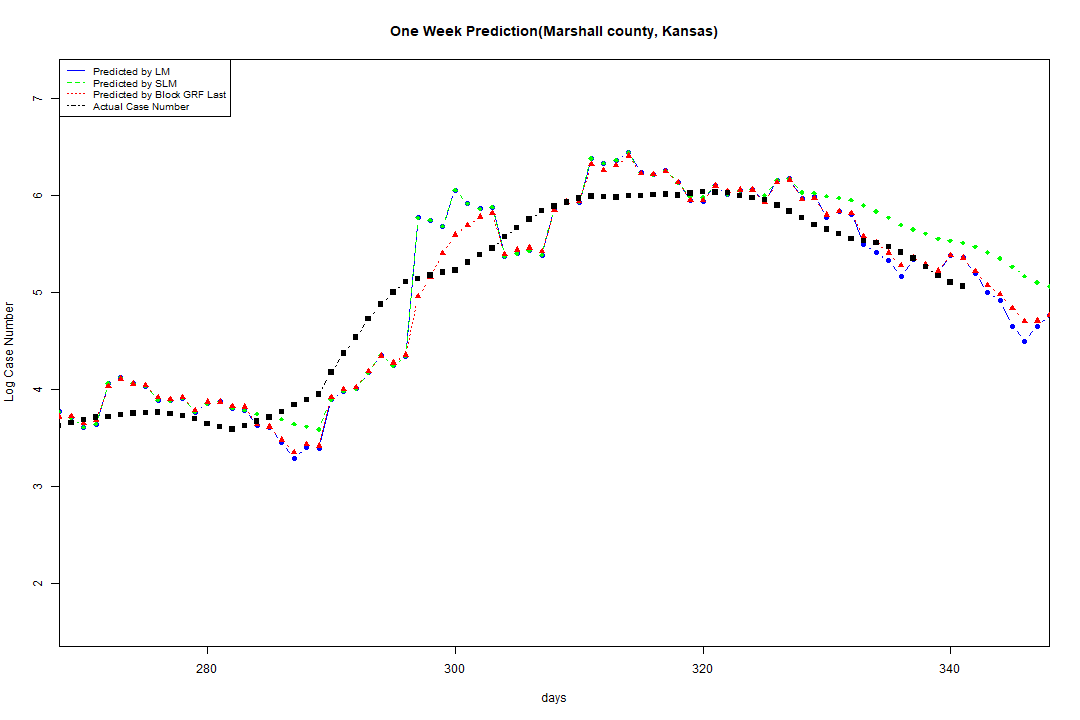 One Week Prediction(Marshall county, Kansas)
Predicted by LM
Predicted by SLM
Predicted by Block GRF Last
Actual Case Number
7
6
5
4
3
2
Log Case Number
280 300 320 340
days